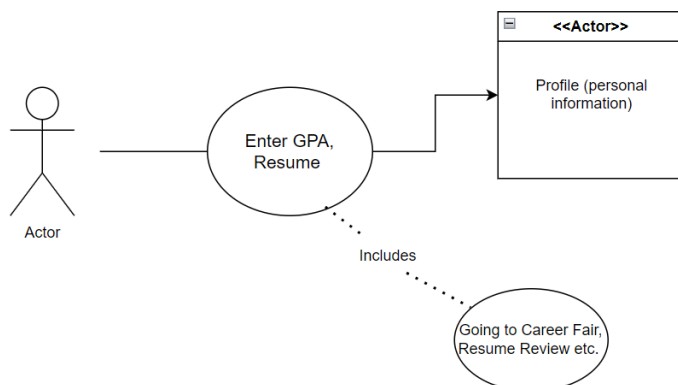 <<Actor>>
Profile (personal
information)
Enter GPA,
Resume
Actor
Includes
Going to Career Fair,
Resume Review etc.